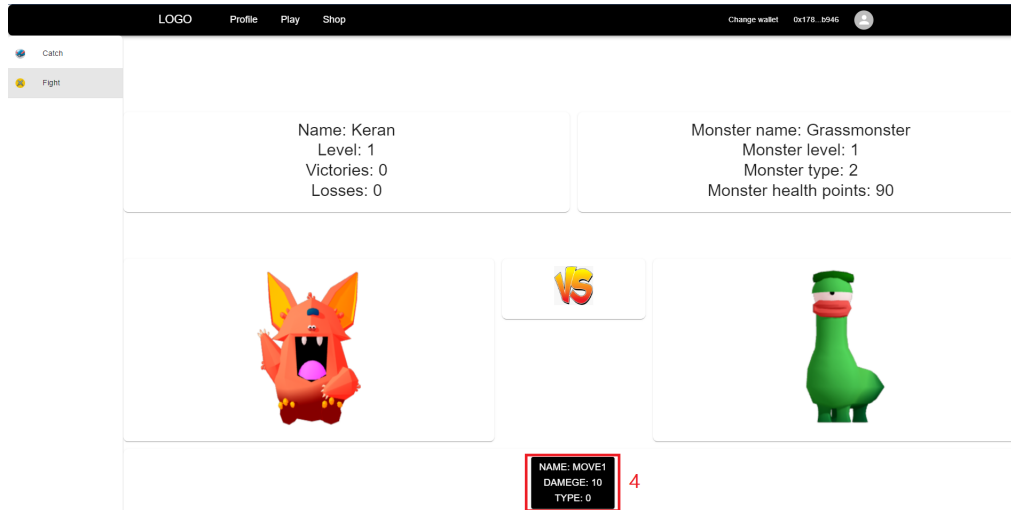 LOGO Profile Play Shop Change wallet 0x178...b946
Catch
Fight
Name: Keran
Level: 1
Victories: 0
Losses: 0
Monster name: Grassmonster
Monster level: 1
Monster type: 2
Monster health points: 90
VS
NAME: MOVE1
DAMEGE: 10
TYPE: 0
4